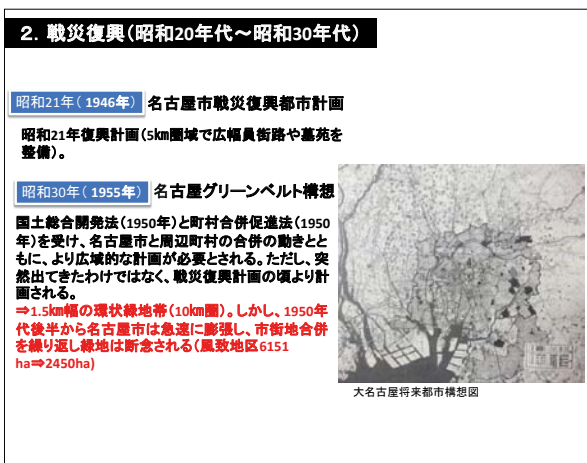 ２．戦災復興（昭和20年代～昭和30年代）
昭和21年（1946年） 名古屋市戦災復興都市計画
昭和21年復興計画（5㎞圏域で広幅員街路や墓苑を
整備）。
昭和30年（1955年） 名古屋グリーンベルト構想
国土総合開発法（1950年）と町村合併促進法（1950
年）を受け、名古屋市と周辺町村の合併の動きとと
もに、より広域的な計画が必要とされる。ただし、突
然出てきたわけではなく、戦災復興計画の頃より計
画される。
⇒1.5㎞幅の環状緑地帯（10㎞圏）。しかし、1950年
代後半から名古屋市は急速に膨張し、市街地合併
を繰り返し緑地は断念される（風致地区6151
ha⇒2450ha)
大名古屋将来都市構想図